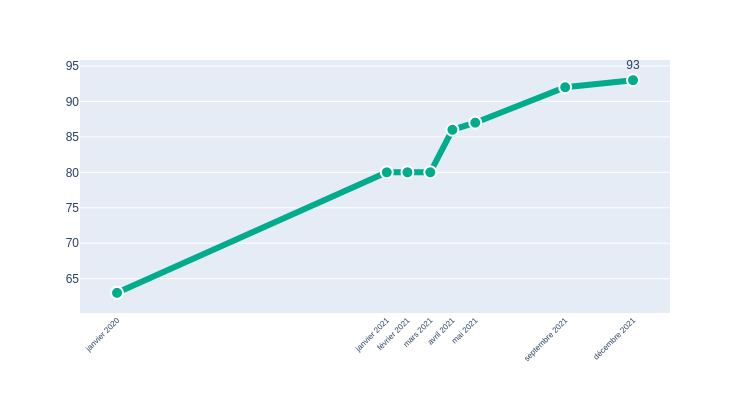 93
95
90
85
80
75
70
65
janvier 2020
janvier 2021
février 2021
mars 2021
avril 2021
mai 2021
septembre 2021
décembre 2021